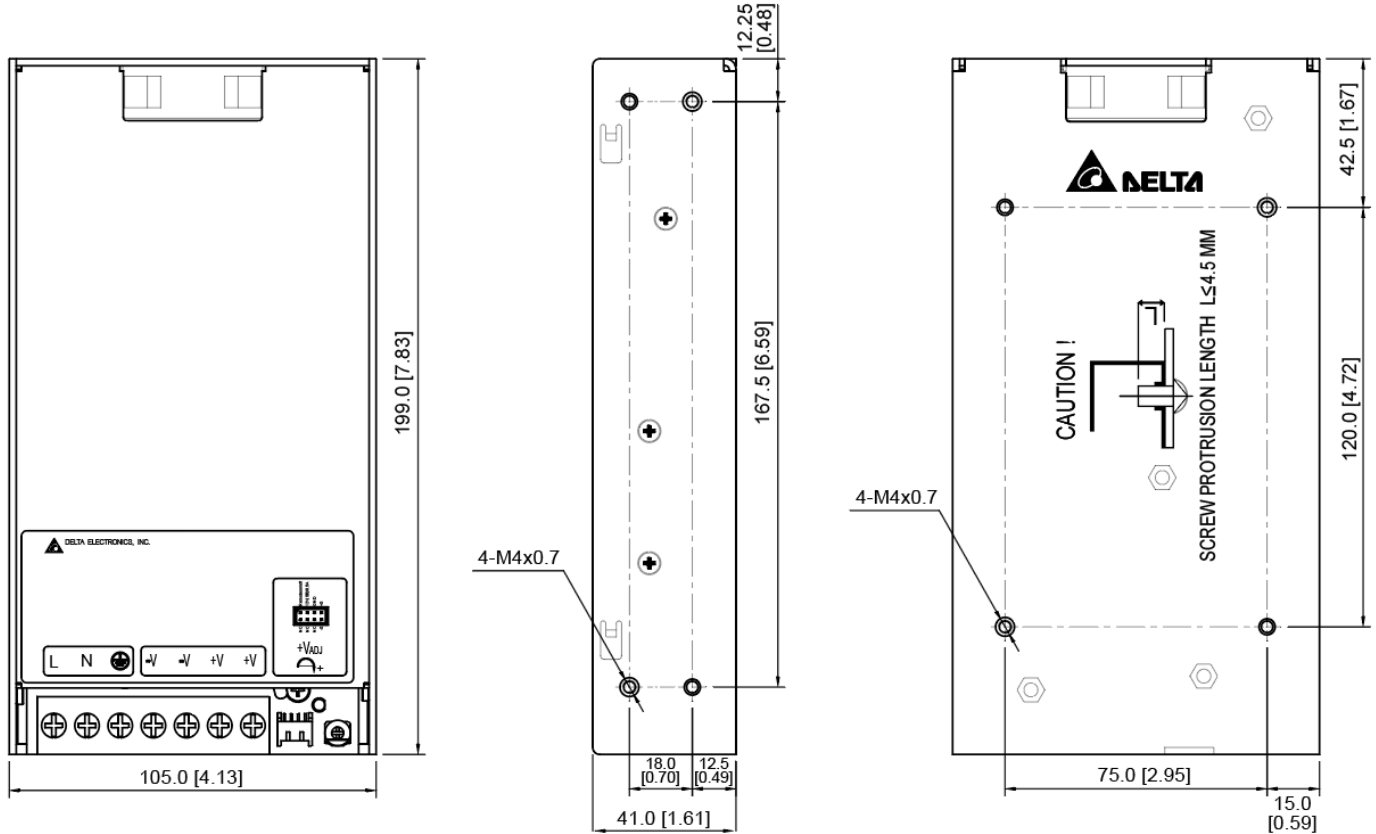 199.0 [7.83]
DELTA ELECTRONICS, INC.
+VADJ
+
L N -V -V +V +V
105.0 [4.13]
12.25
[0.48]
167.5 [6.59]
4-M4x0.7
18.0
[0.70]
12.5
[0.49]
41.0 [1.61]
42.5 [1.67]
DELTA
CAUTION !
L
SCREW PROTRUSION LENGTH L≤4.5 MM
120.0 [4.72]
4-M4x0.7
75.0 [2.95]
15.0
[0.59]